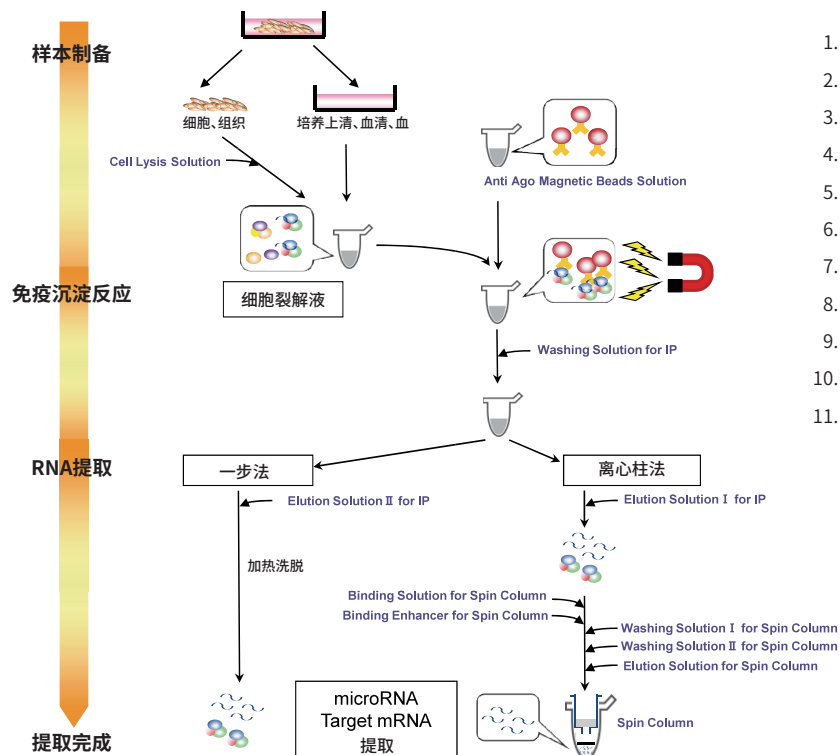 样本制备
细胞、组织
培养上清、血清、血
Cell Lysis Solution
Anti Ago Magnetic Beads Solution
免疫沉淀反应
细胞裂解液
Washing Solution for IP
RNA提取
一步法
离心柱法
Elution Solution Ⅱ for IP
Elution Solution Ⅰ for IP
加热洗脱
Binding Solution for Spin Column
Binding Enhancer for Spin Column
Washing Solution Ⅰ for Spin Column
Washing Solution Ⅱ for Spin Column
Elution Solution for Spin Column
microRNA
Target mRNA
提取
Spin Column
提取完成
1.
2.
3.
4.
5.
6.
7.
8.
9.
10.
11.